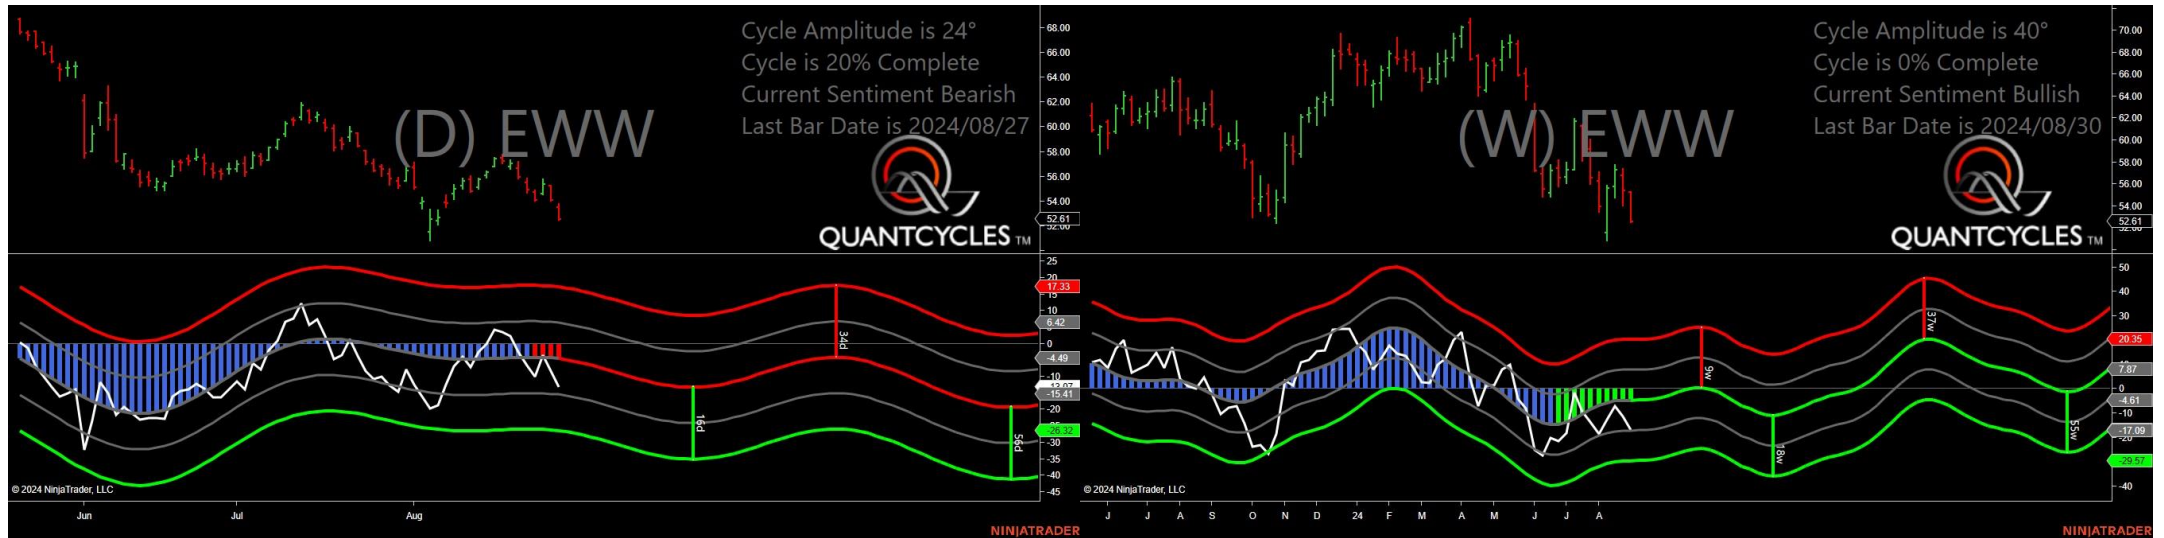 Cycle Amplitude is 24°
Cycle is 20% Complete
Current Sentiment Bearish
Last Bar Date is 2024/08/27
(D) EWW
QUANTCYCLES TM
68.00
66.00
64.00
62.00
60.00
58.00
56.00
54.00
52.61
52.00
25
20
17.33
15
10
6.42
5
0
-4.49
-10
-15.41
-20
-26.32
-30
-35
-40
-45
34d
16d
56d
© 2024 NinjaTrader, LLC
Jun Jul Aug
NINJATRADER
Cycle Amplitude is 40°
Cycle is 0% Complete
Current Sentiment Bullish
Last Bar Date is 2024/08/30
(W) EWW
QUANTCYCLES TM
70.00
68.00
66.00
64.00
62.00
60.00
58.00
56.00
54.00
52.61
52.00
50
40
30
20.35
10
7.87
0
-4.61
-10
-17.09
-20
-29.57
-40
9w
37w
18w
55w
© 2024 NinjaTrader, LLC
J J A S O N D 24 F M A M J J A
NINJATRADER